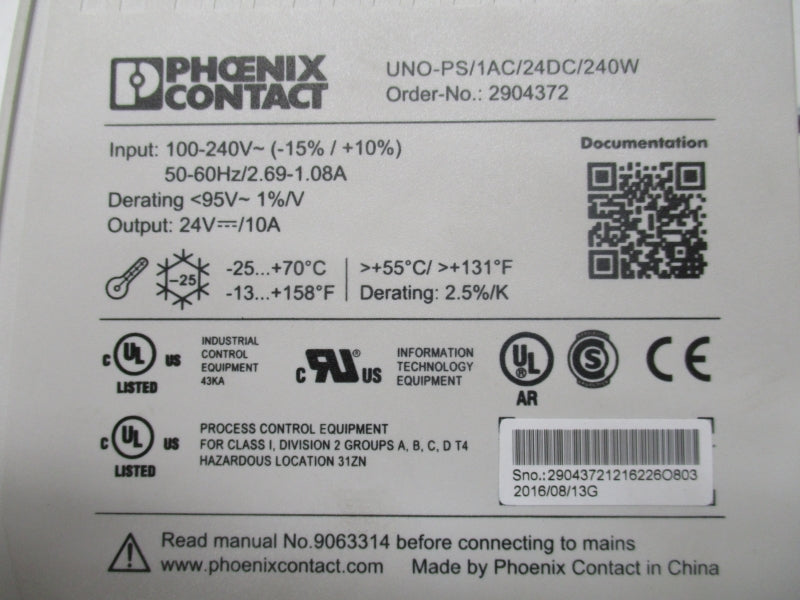 PHŒNIX
CONTACT
UNO-PS/1AC/24DC/240W
Order-No.: 2904372
Input: 100-240V~ (-15% / +10%)
50-60Hz/2.69-1.08A
Derating <95V~ 1%/V
Output: 24V⎓/10A
Documentation
-25
-25...+70°C
-13...+158°F
>+55°C/ >+131°F
Derating: 2.5%/K
C UL US
LISTED
INDUSTRIAL
CONTROL
EQUIPMENT
43KA
C RU ® US
INFORMATION
TECHNOLOGY
EQUIPMENT
UL ®
AR
S
CE
C UL US
LISTED
PROCESS CONTROL EQUIPMENT
FOR CLASS I, DIVISION 2 GROUPS A, B, C, D T4
HAZARDOUS LOCATION 31ZN
Sno.:29043721216226O803
2016/08/13G
Read manual No.9063314 before connecting to mains
www.phoenixcontact.com Made by Phoenix Contact in China